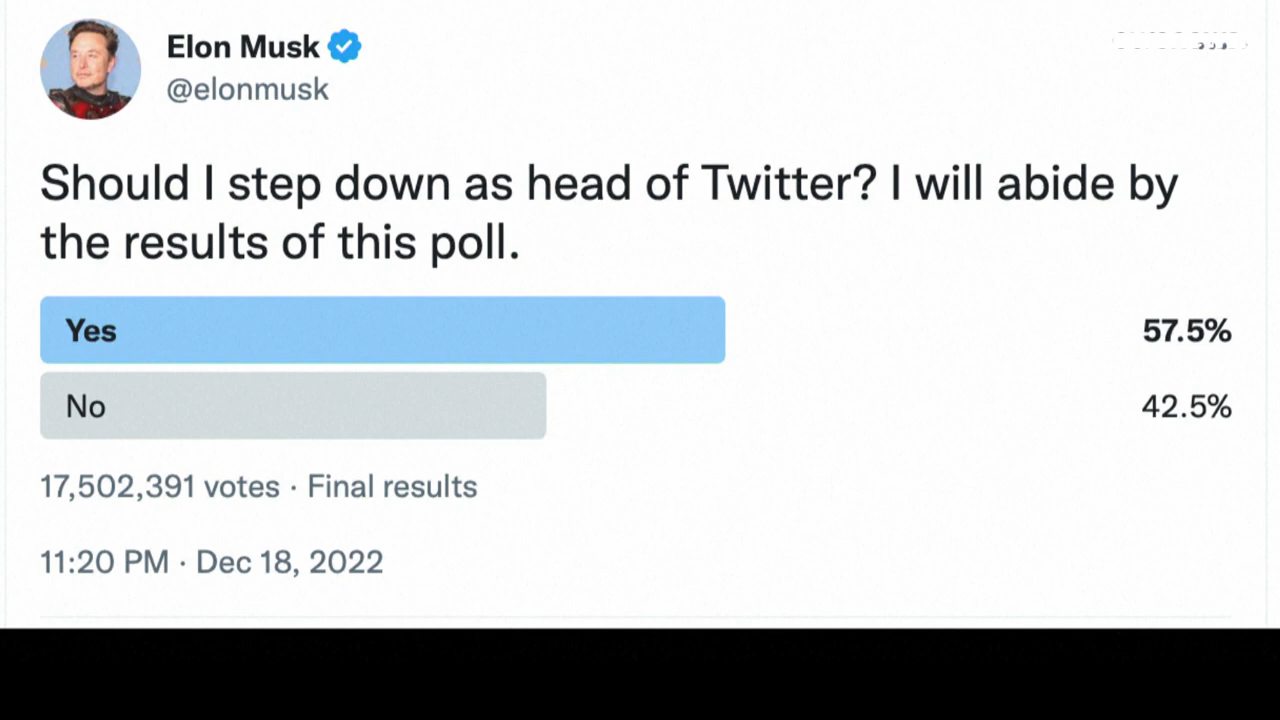 Elon Musk
@elonmusk
Should I step down as head of Twitter? I will abide by
the results of this poll.
Yes 57.5%
No 42.5%
17,502,391 votes · Final results
11:20 PM · Dec 18, 2022